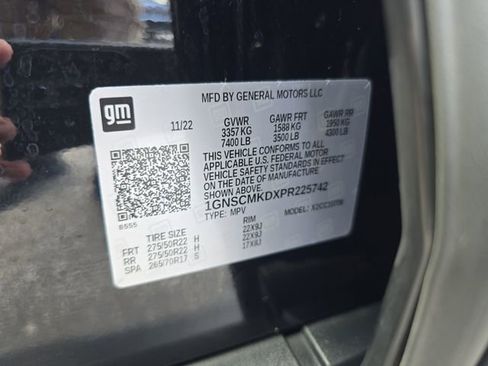 gm
MFD BY GENERAL MOTORS LLC
11/22
GVWR GAWR FRT GAWR RR
3357 KG 1588 KG 1950 KG
7400 LB 3500 LB 4300 LB
THIS VEHICLE CONFORMS TO ALL
APPLICABLE U.S. FEDERAL MOTOR
VEHICLE SAFETY STANDARDS IN EFFECT
ON THE DATE OF MANUFACTURE
SHOWN ABOVE.
1GNSCMKDXPR225742
TYPE: MPV MODEL:
TIRE SIZE RIM
FRT 275/50R22 H 22X9J
RR 275/50R22 H 22X9J
SPA 265/70R17 S 17X8J